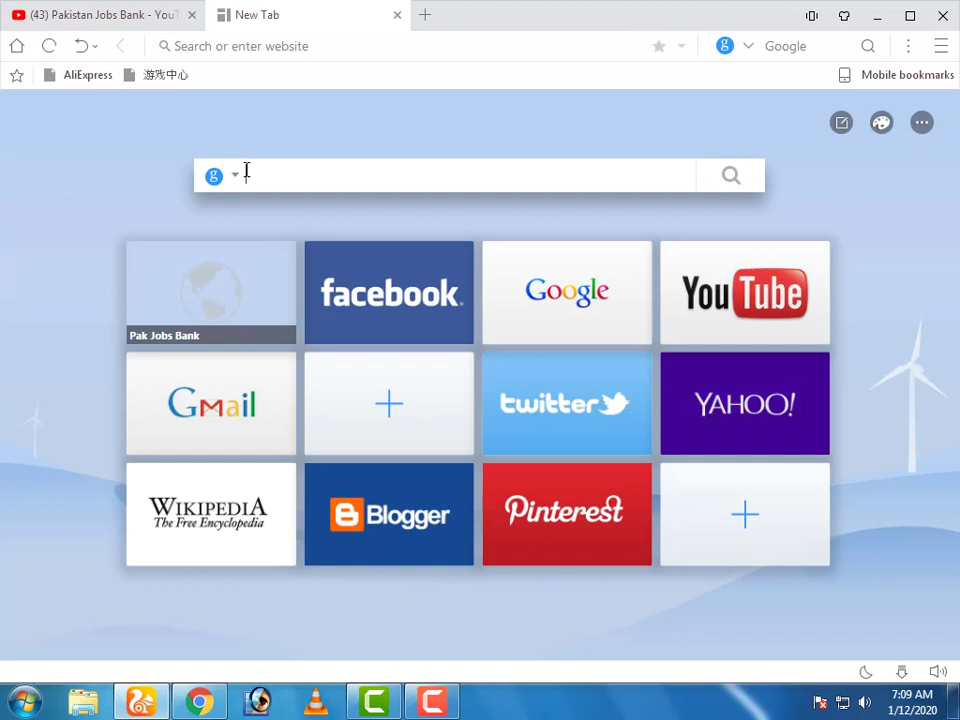 (43) Pakistan Jobs Bank - YouT
New Tab
Search or enter website
Google
AliExpress
游戏中心
Mobile bookmarks
Pak Jobs Bank
facebook
Google
YouTube
Gmail
twitter
YAHOO!
WIKIPEDIA
The Free Encyclopedia
Blogger
Pinterest
7:09 AM
1/12/2020